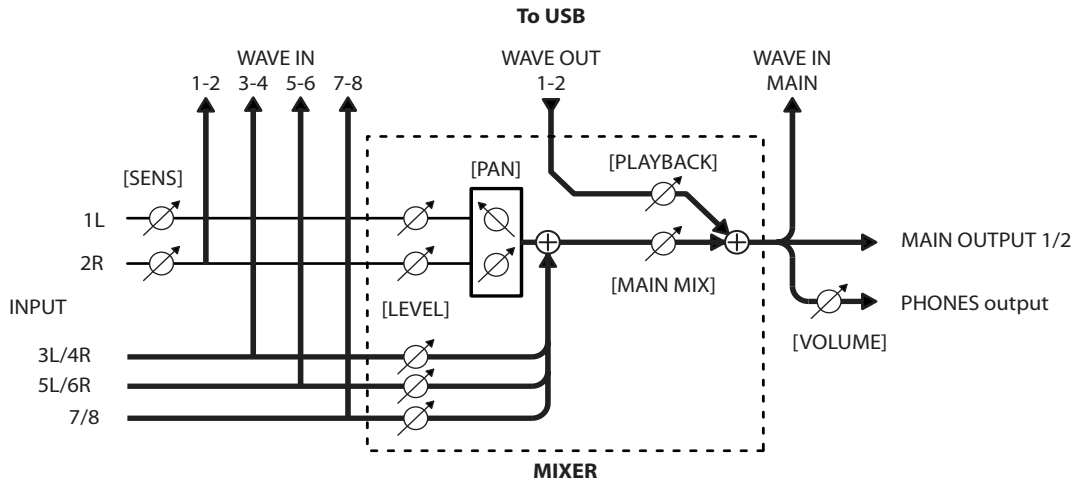 To USB
WAVE IN
1-2 3-4 5-6 7-8
WAVE OUT
1-2
WAVE IN
MAIN
[SENS]
[PAN]
[PLAYBACK]
1L
2R
MAIN OUTPUT 1/2
[MAIN MIX]
INPUT
[LEVEL]
PHONES output
[VOLUME]
3L/4R
5L/6R
7/8
MIXER